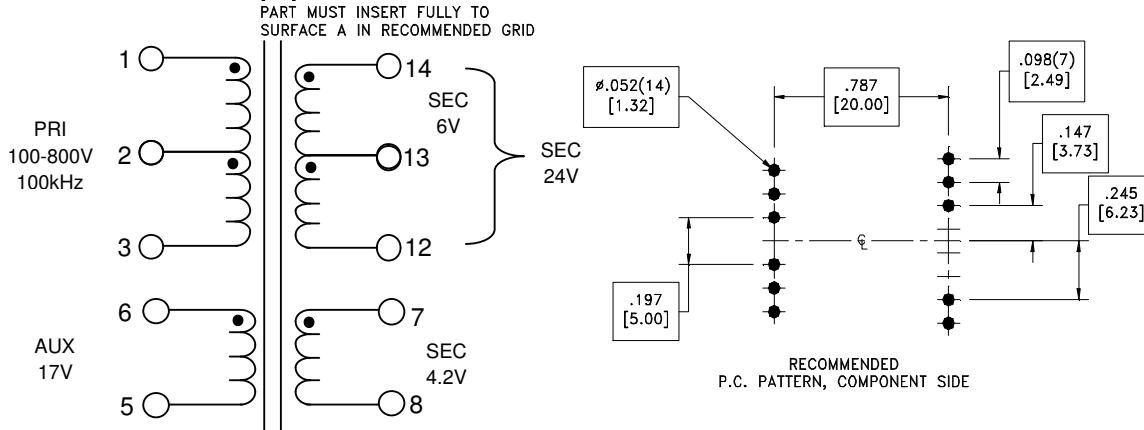 PART MUST INSERT FULLY TO
SURFACE A IN RECOMMENDED GRID
1
2
3
PRI
100-800V
100kHz
14
13
12
SEC
6V
SEC
24V
6
5
AUX
17V
7
8
SEC
4.2V
ø.052(14)
[1.32]
.787
[20.00]
.098(7)
[2.49]
.147
[3.73]
.245
[6.23]
.197
[5.00]
℄
RECOMMENDED
P.C. PATTERN, COMPONENT SIDE